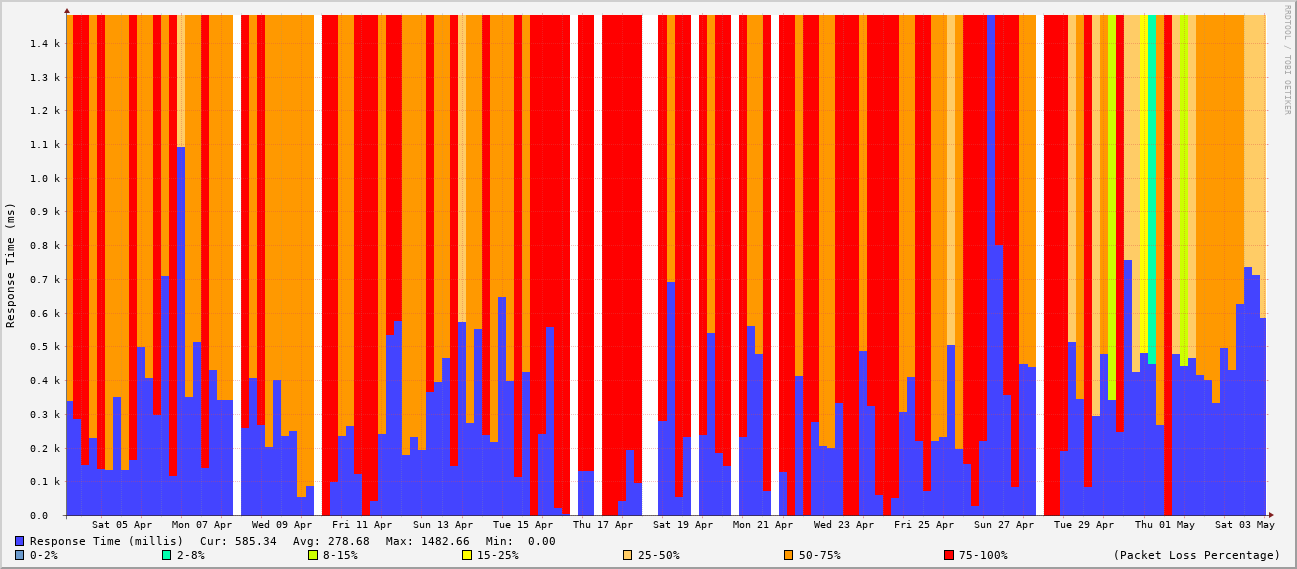 RRDTOOL / TOBI OETIKER
Response Time (ms)
1.4 k
1.3 k
1.2 k
1.1 k
1.0 k
0.9 k
0.8 k
0.7 k
0.6 k
0.5 k
0.4 k
0.3 k
0.2 k
0.1 k
0.0
Sat 05 Apr Mon 07 Apr Wed 09 Apr Fri 11 Apr Sun 13 Apr Tue 15 Apr Thu 17 Apr Sat 19 Apr Mon 21 Apr Wed 23 Apr Fri 25 Apr Sun 27 Apr Tue 29 Apr Thu 01 May Sat 03 May
Response Time (millis) Cur: 585.34 Avg: 278.68 Max: 1482.66 Min: 0.00
0-2% 2-8% 8-15% 15-25% 25-50% 50-75% 75-100% (Packet Loss Percentage)